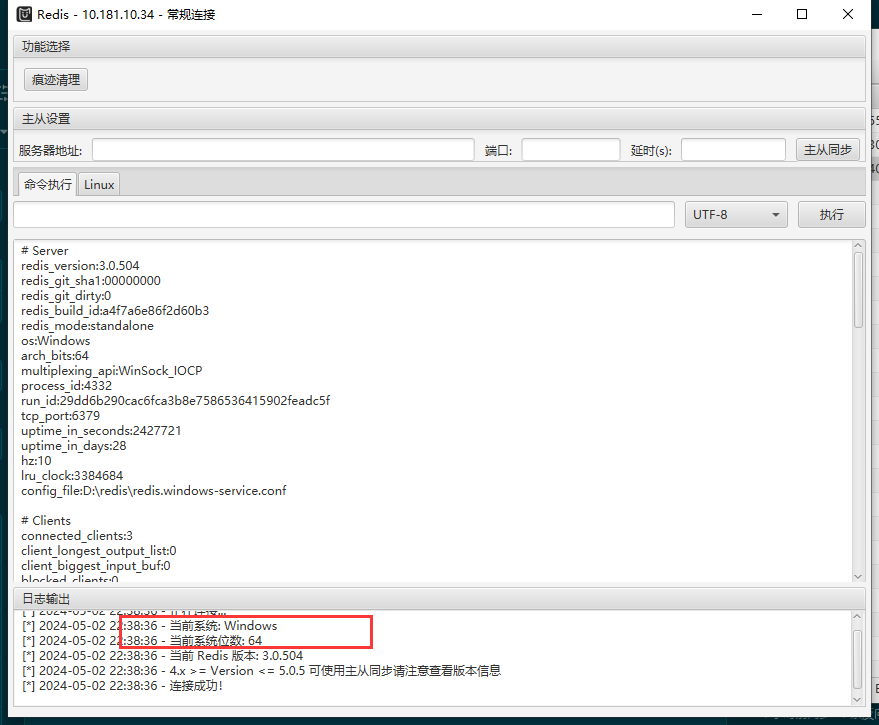 Redis - 10.181.10.34 - 常规连接
功能选择
痕迹清理
主从设置
服务器地址: 端口: 延时(s): 主从同步
命令执行 Linux
UTF-8 执行
# Server
redis_version:3.0.504
redis_git_sha1:00000000
redis_git_dirty:0
redis_build_id:a4f7a6e86f2d60b3
redis_mode:standalone
os:Windows
arch_bits:64
multiplexing_api:WinSock_IOCP
process_id:4332
run_id:29dd6b290cac6fca3b8e7586536415902feadc5f
tcp_port:6379
uptime_in_seconds:2427721
uptime_in_days:28
hz:10
lru_clock:3384684
config_file:D:\redis\redis.windows-service.conf
# Clients
connected_clients:3
client_longest_output_list:0
client_biggest_input_buf:0
blocked_clients:0
日志输出
[*] 2024-05-02 22:38:36 -
[*] 2024-05-02 22:38:36 - 当前系统: Windows
[*] 2024-05-02 22:38:36 - 当前系统位数: 64
[*] 2024-05-02 22:38:36 - 当前 Redis 版本: 3.0.504
[*] 2024-05-02 22:38:36 - 4.x >= Version <= 5.0.5 可使用主从同步请注意查看版本信息
[*] 2024-05-02 22:38:36 - 连接成功!